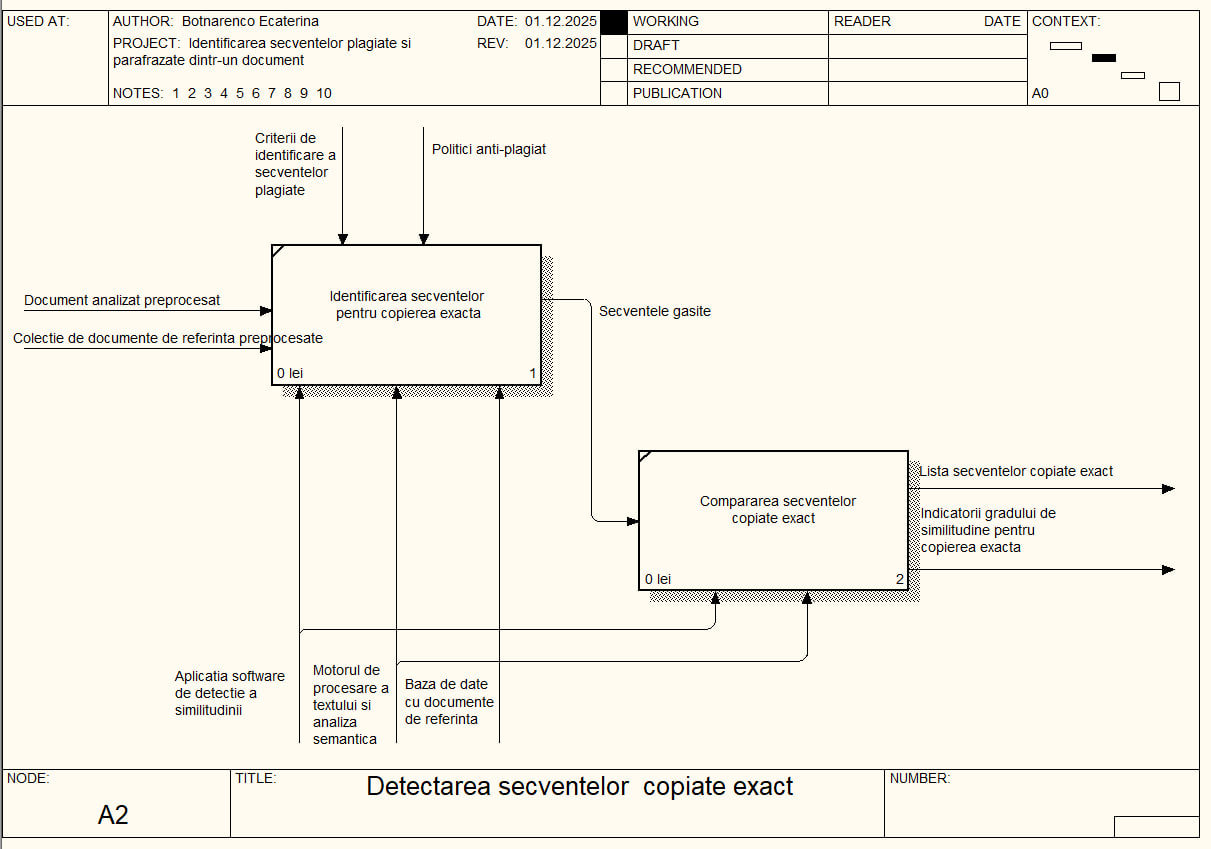 USED AT:
AUTHOR: Botnarenco Ecaterina
DATE: 01.12.2025
PROJECT: Identificarea secventelor plagiate si
parafrazate dintr-un document
REV: 01.12.2025
NOTES: 1 2 3 4 5 6 7 8 9 10
WORKING
DRAFT
RECOMMENDED
PUBLICATION
READER
DATE
CONTEXT:
A0
Criterii de
identificare a
secventelor
plagiate
Politici anti-plagiat
Document analizat preprocesat
Colectie de documente de referinta preprocesate
Identificarea secventelor
pentru copierea exacta
0 lei
1
Secventele gasite
Compararea secventelor
copiate exact
0 lei
2
Lista secventelor copiate exact
Indicatorii gradului de
similitudine pentru
copierea exacta
Aplicatia software
de detectie a
similitudinii
Motorul de
procesare a
textului si
analiza
semantica
Baza de date
cu documente
de referinta
NODE:
A2
TITLE:
Detectarea secventelor copiate exact
NUMBER: